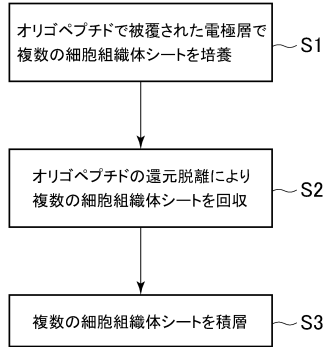 オリゴペプチドで被覆された電極層で
複数の細胞組織体シートを培養
S1
オリゴペプチドの還元脱離により
複数の細胞組織体シートを回収
S2
複数の細胞組織体シートを積層
S3